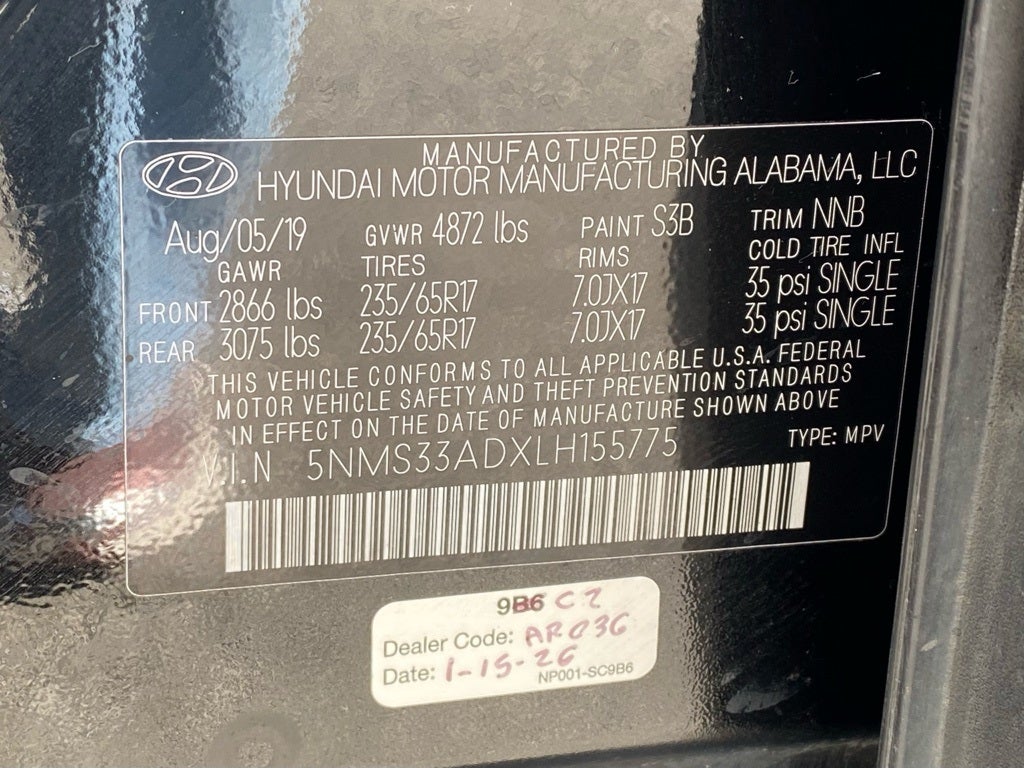 MANUFACTURED BY
HYUNDAI MOTOR MANUFACTURING ALABAMA, LLC
Aug/05/19 GVWR 4872 lbs PAINT S3B TRIM NNB
GAWR TIRES RIMS COLD TIRE INFL
FRONT 2866 lbs 235/65R17 7.0JX17 35 psi SINGLE
REAR 3075 lbs 235/65R17 7.0JX17 35 psi SINGLE
THIS VEHICLE CONFORMS TO ALL APPLICABLE U.S.A. FEDERAL
MOTOR VEHICLE SAFETY AND THEFT PREVENTION STANDARDS
IN EFFECT ON THE DATE OF MANUFACTURE SHOWN ABOVE
V.I.N 5NMS33ADXLH155775 TYPE: MPV
9B6 C2
Dealer Code: AR036
Date: 1-15-26 NP001-SC9B6